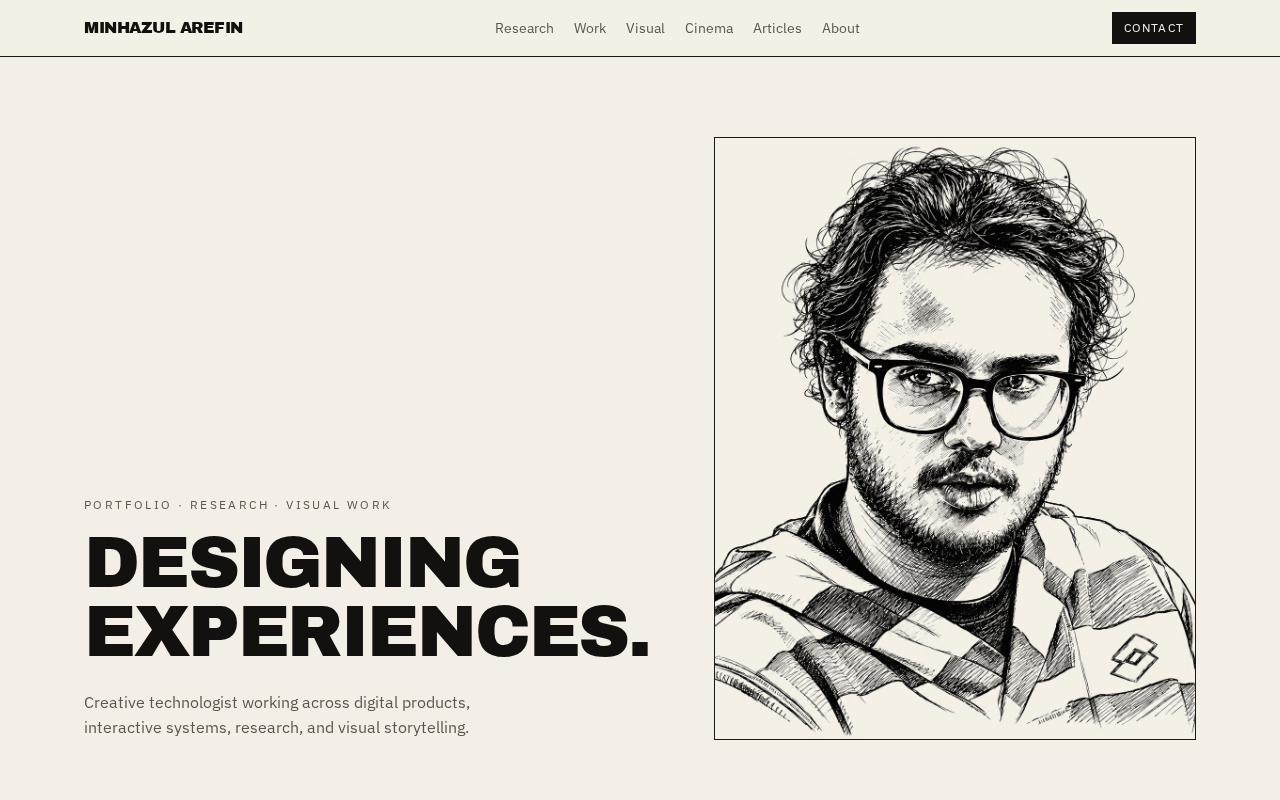 MINHAZUL AREFIN
Research Work Visual Cinema Articles About
CONTACT
PORTFOLIO · RESEARCH · VISUAL WORK
DESIGNING
EXPERIENCES.
Creative technologist working across digital products,
interactive systems, research, and visual storytelling.